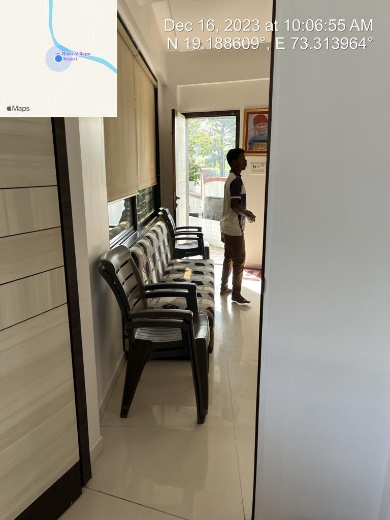 Dec 16, 2023 at 10:06:55 AM
N 19.188609°, E 73.313964°
Maps